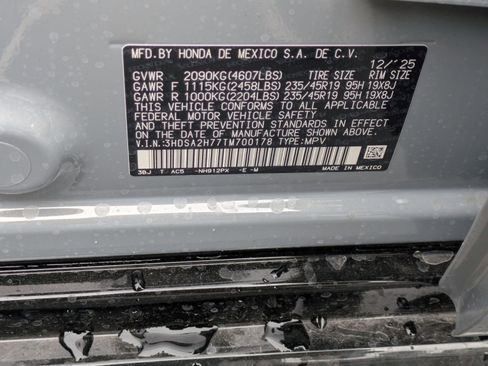 MFD.BY HONDA DE MEXICO S.A. DE C.V.
12/'25
GVWR 2090KG(4607LBS) TIRE SIZE RIM SIZE
GAWR F 1115KG(2458LBS) 235/45R19 95H 19X8J
GAWR R 1000KG(2204LBS) 235/45R19 95H 19X8J
THIS VEHICLE CONFORMS TO ALL APPLICABLE
FEDERAL MOTOR VEHICLE SAFETY
AND THEFT PREVENTION STANDARDS IN EFFECT ON THE
DATE OF MANUFACTURE SHOWN ABOVE.
V.I.N.:3HDSA2H77TM700178 TYPE:MPV
3DJ T AC5 -NH912PX -E -M
MADE IN MEXICO